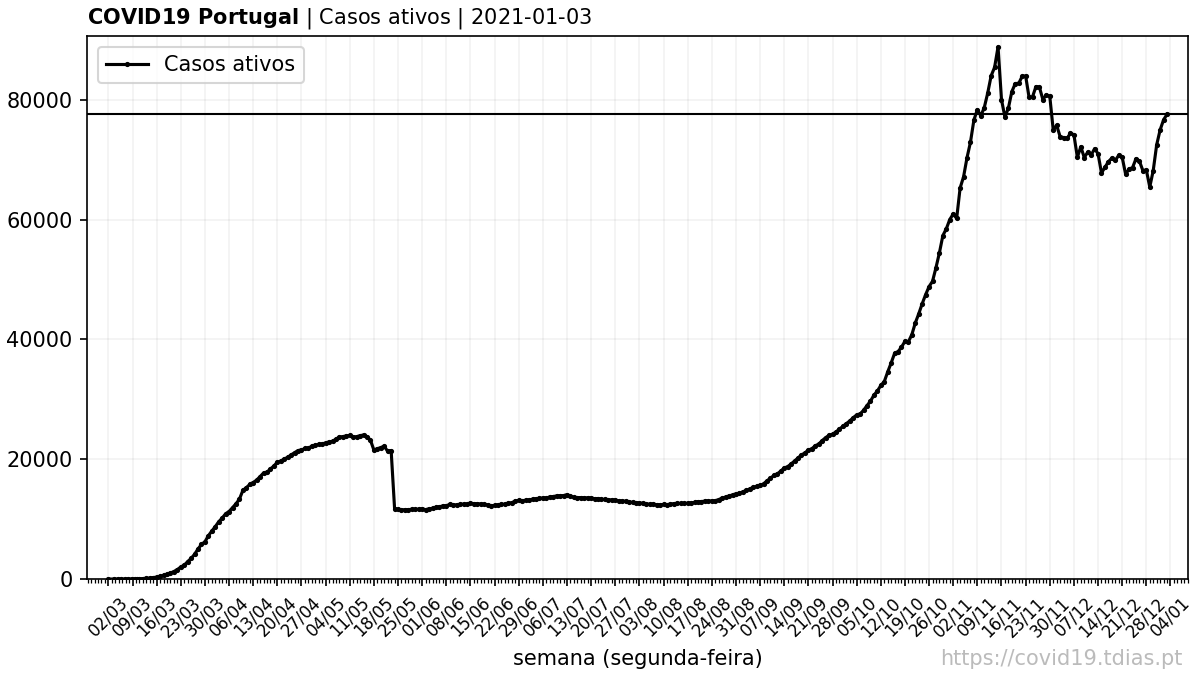 COVID19 Portugal | Casos ativos | 2021-01-03
Casos ativos
80000
60000
40000
20000
0
02/03 09/03 16/03 23/03 30/03 06/04 13/04 20/04 27/04 04/05 11/05 18/05 25/05 01/06 08/06 15/06 22/06 29/06 06/07 13/07 20/07 27/07 03/08 10/08 17/08 24/08 31/08 07/09 14/09 21/09 28/09 05/10 12/10 19/10 26/10 02/11 09/11 16/11 23/11 30/11 07/12 14/12 21/12 28/12 04/01
semana (segunda-feira)
https://covid19.tdias.pt